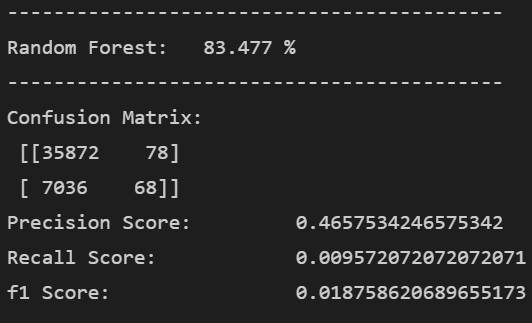 -------------------------------------------
Random Forest:   83.477 %
-------------------------------------------
Confusion Matrix:
 [[35872    78]
 [ 7036    68]]
Precision Score:         0.4657534246575342
Recall Score:            0.009572072072072071
f1 Score:                0.018758620689655173